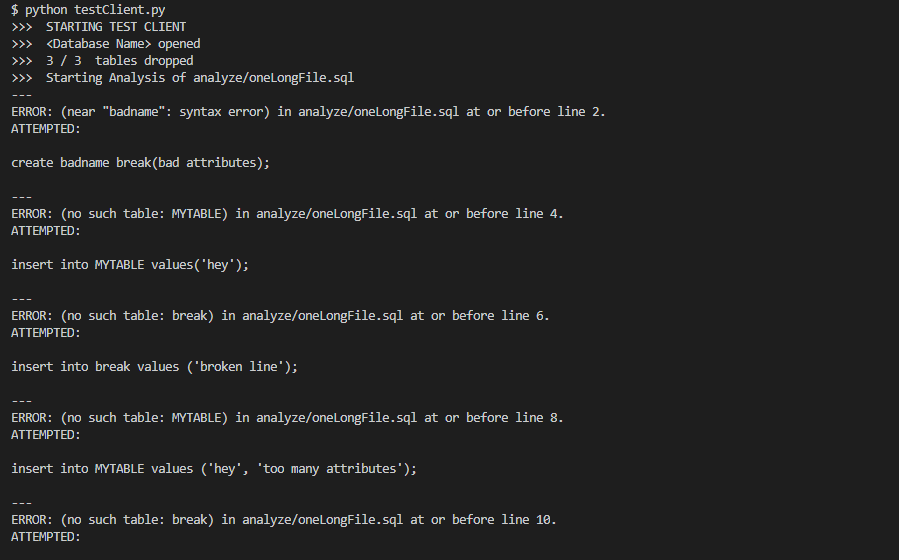 $ python testClient.py
>>>  STARTING TEST CLIENT
>>>  <Database Name> opened
>>>  3 / 3  tables dropped
>>>  Starting Analysis of analyze/oneLongFile.sql
---
ERROR: (near "badname": syntax error) in analyze/oneLongFile.sql at or before line 2.
ATTEMPTED:
create badname break(bad attributes);
---
ERROR: (no such table: MYTABLE) in analyze/oneLongFile.sql at or before line 4.
ATTEMPTED:
insert into MYTABLE values('hey');
---
ERROR: (no such table: break) in analyze/oneLongFile.sql at or before line 6.
ATTEMPTED:
insert into break values ('broken line');
---
ERROR: (no such table: MYTABLE) in analyze/oneLongFile.sql at or before line 8.
ATTEMPTED:
insert into MYTABLE values ('hey', 'too many attributes');
---
ERROR: (no such table: break) in analyze/oneLongFile.sql at or before line 10.
ATTEMPTED: